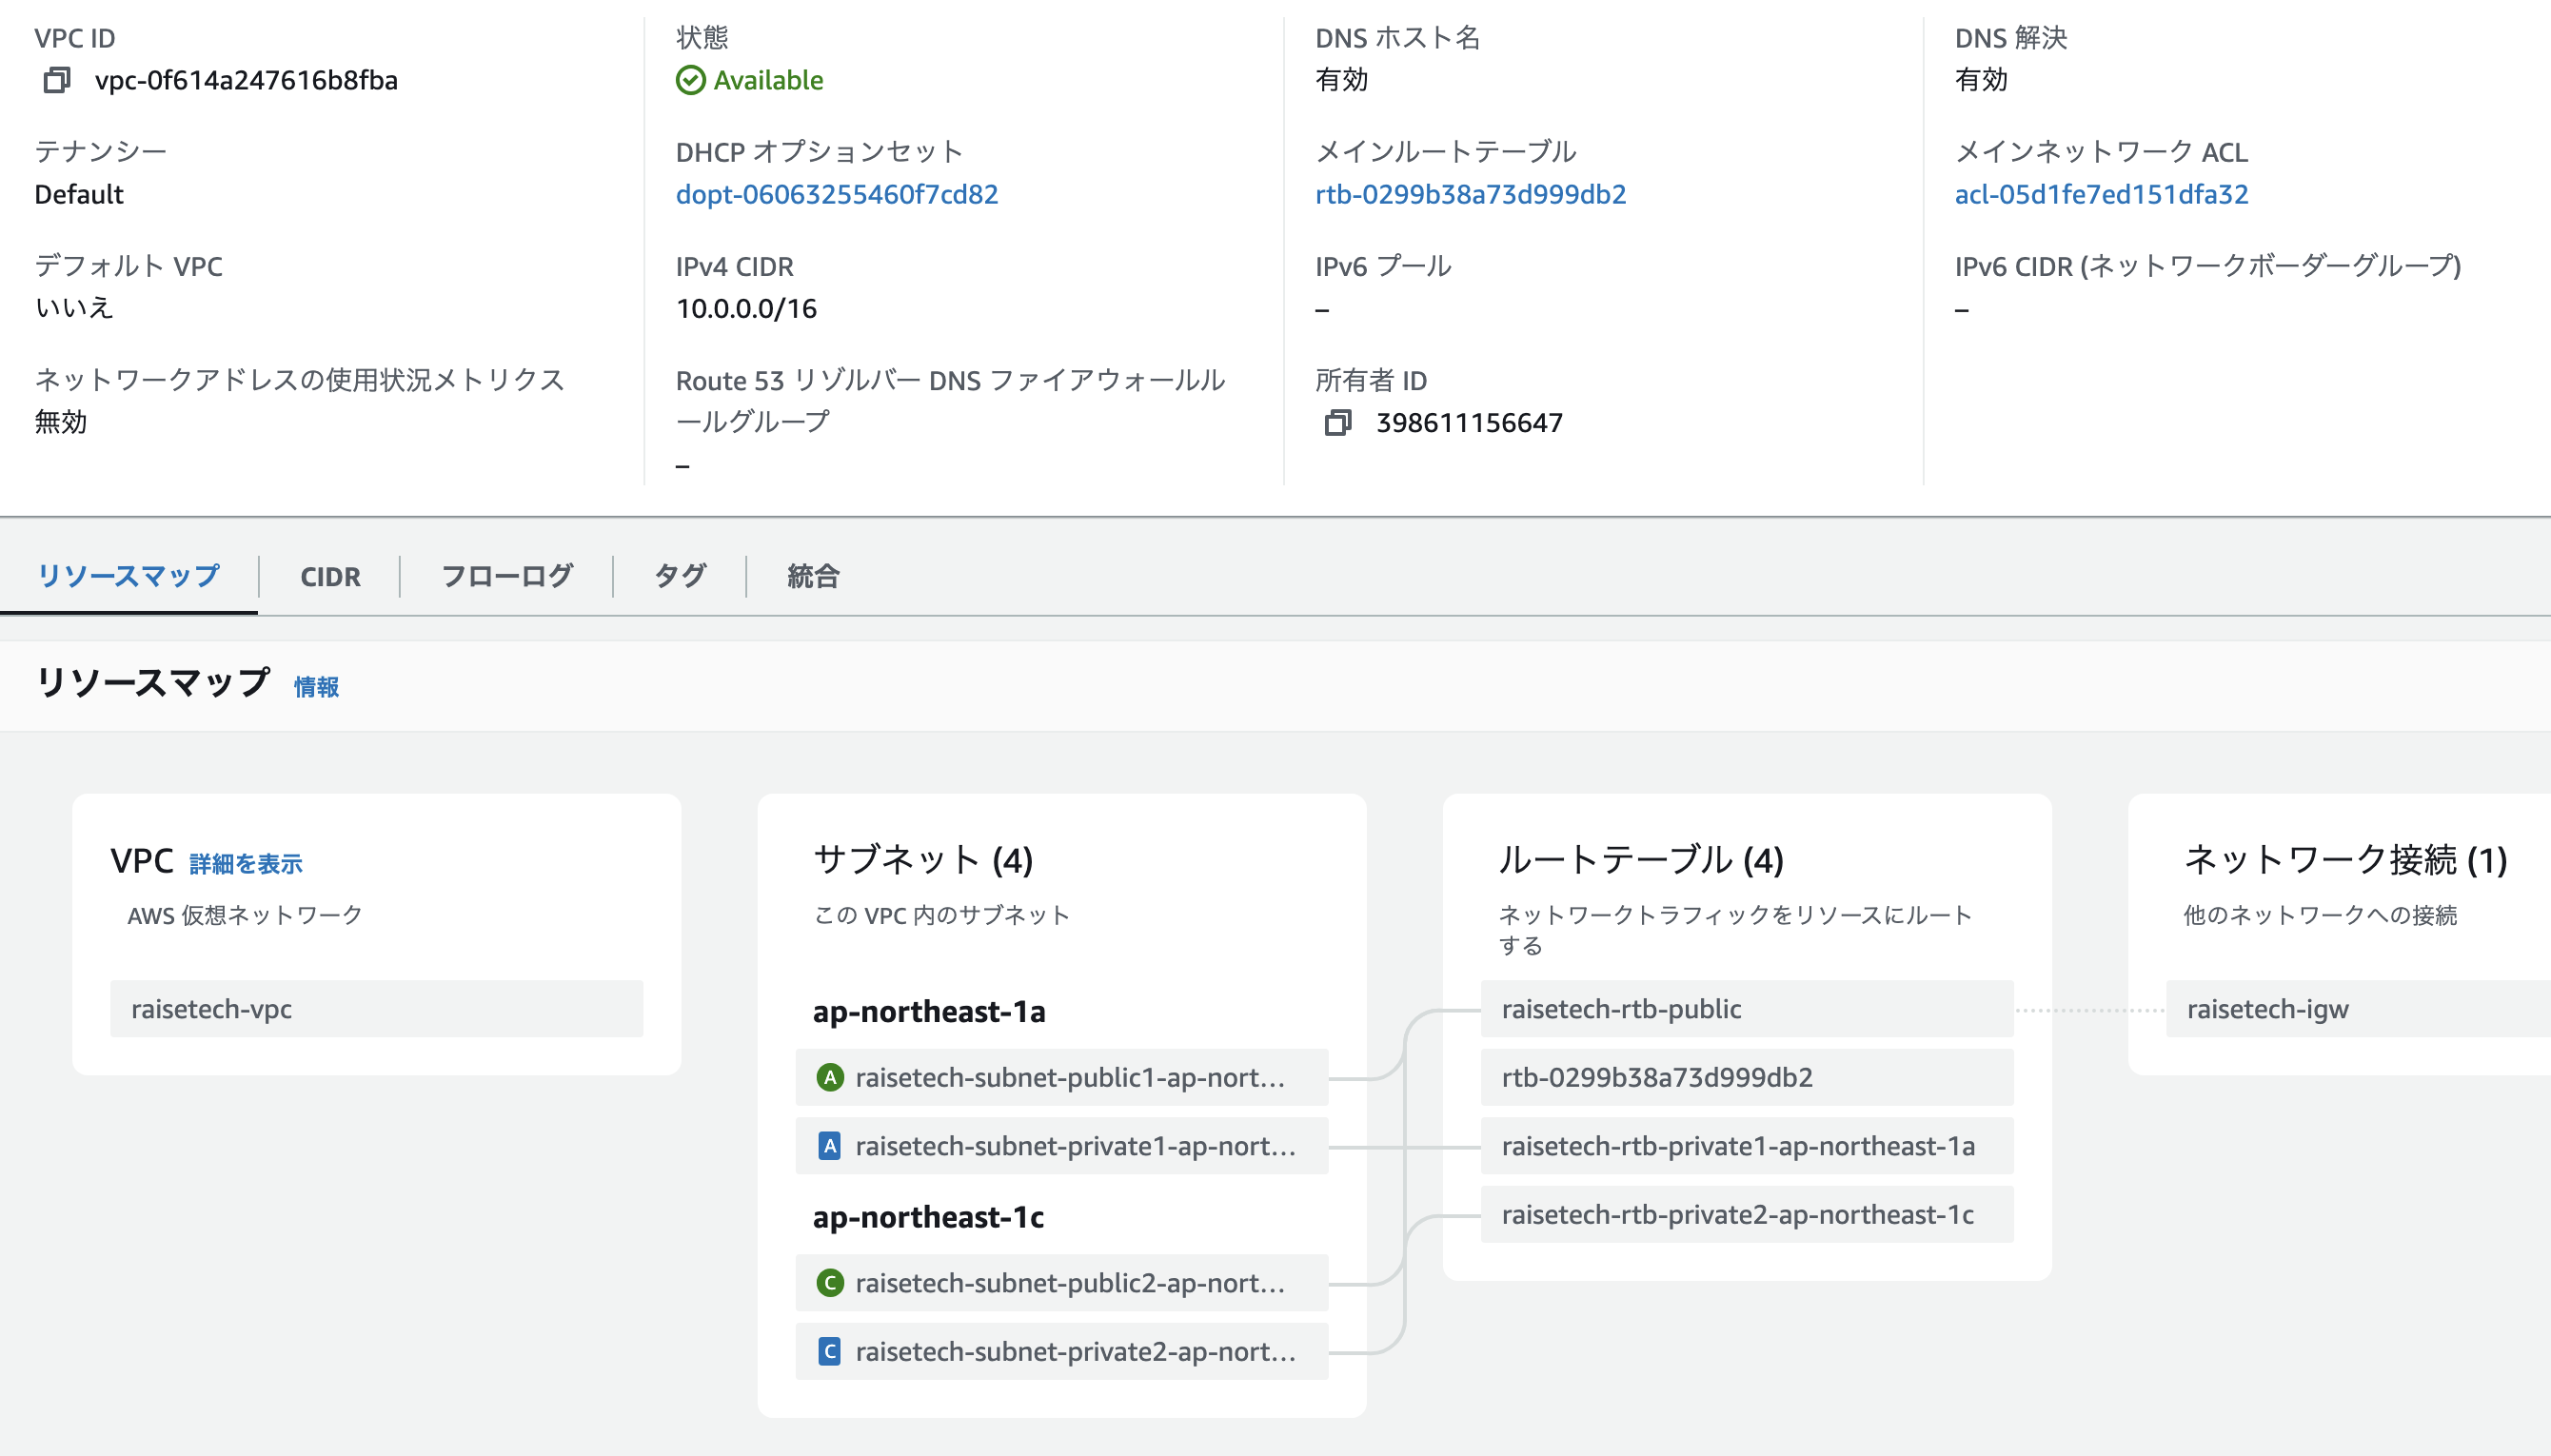 VPC ID
vpc-0f614a247616b8fba
状態
Available
DNS ホスト名
有効
DNS 解決
有効
テナンシー
Default
DHCP オプションセット
dopt-06063255460f7cd82
メインルートテーブル
rtb-0299b38a73d999db2
メインネットワーク ACL
acl-05d1fe7ed151dfa32
デフォルト VPC
いいえ
IPv4 CIDR
10.0.0.0/16
IPv6 プール
–
IPv6 CIDR (ネットワークボーダーグループ)
–
ネットワークアドレスの使用状況メトリクス
無効
Route 53 リゾルバー DNS ファイアウォールル
ールグループ
–
所有者 ID
398611156647
リソースマップ
CIDR
フローログ
タグ
統合
リソースマップ 情報
VPC 詳細を表示
AWS 仮想ネットワーク
raisetech-vpc
サブネット (4)
この VPC 内のサブネット
ap-northeast-1a
A raisetech-subnet-public1-ap-nort...
A raisetech-subnet-private1-ap-nort...
ap-northeast-1c
C raisetech-subnet-public2-ap-nort...
C raisetech-subnet-private2-ap-nort...
ルートテーブル (4)
ネットワークトラフィックをリソースにルート
する
raisetech-rtb-public
rtb-0299b38a73d999db2
raisetech-rtb-private1-ap-northeast-1a
raisetech-rtb-private2-ap-northeast-1c
ネットワーク接続 (1)
他のネットワークへの接続
raisetech-igw